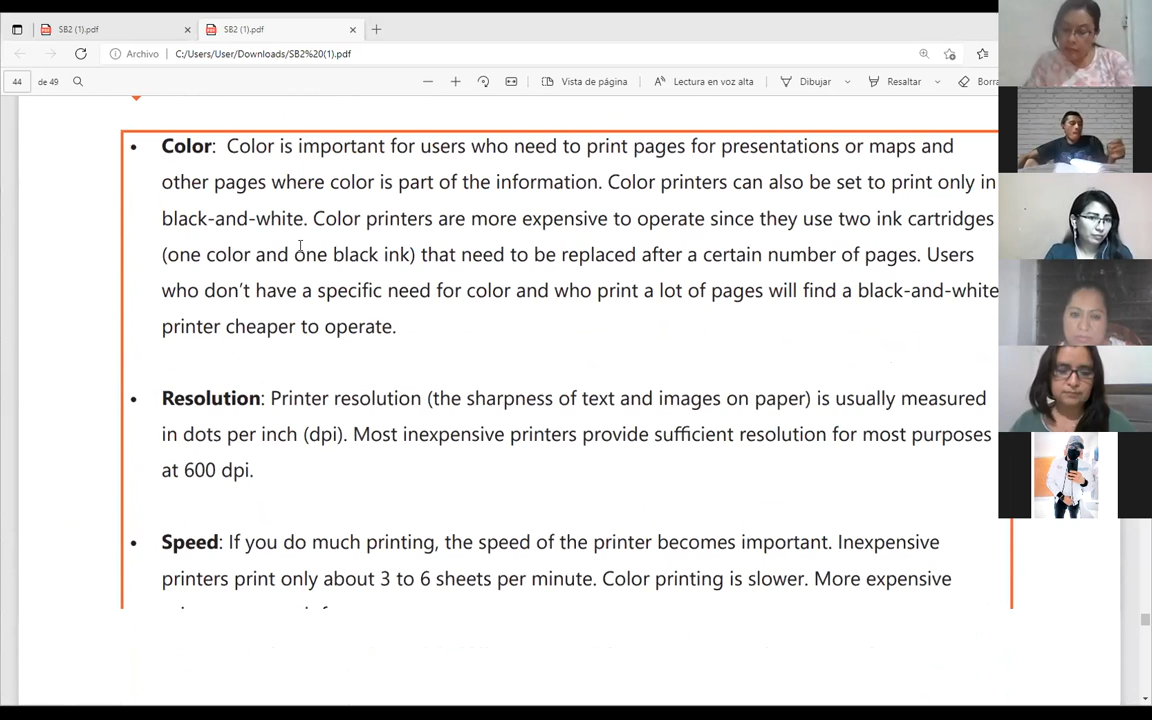 SB2 (1).pdf
SB2 (1).pdf
Archivo C:/Users/User/Downloads/SB2%20(1).pdf
44 de 49 Vista de página Lectura en voz alta Dibujar Resaltar Borra
• Color: Color is important for users who need to print pages for presentations or maps and
other pages where color is part of the information. Color printers can also be set to print only in
black-and-white. Color printers are more expensive to operate since they use two ink cartridges
(one color and one black ink) that need to be replaced after a certain number of pages. Users
who don't have a specific need for color and who print a lot of pages will find a black-and-white
printer cheaper to operate.
• Resolution: Printer resolution (the sharpness of text and images on paper) is usually measured
in dots per inch (dpi). Most inexpensive printers provide sufficient resolution for most purposes
at 600 dpi.
• Speed: If you do much printing, the speed of the printer becomes important. Inexpensive
printers print only about 3 to 6 sheets per minute. Color printing is slower. More expensive